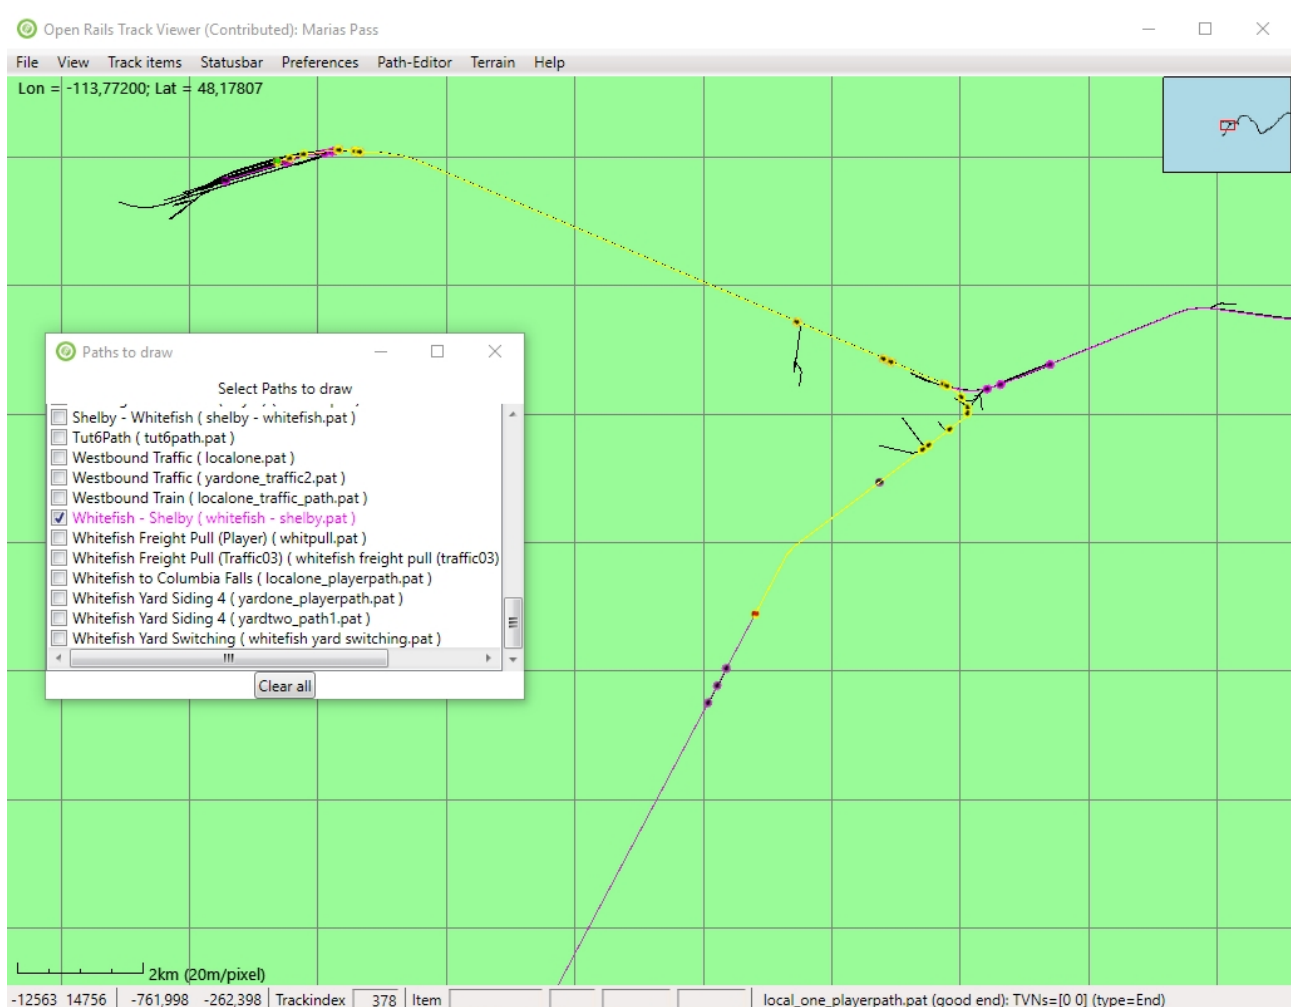 Open Rails Track Viewer (Contributed): Marias Pass
File View Track items Statusbar Preferences Path-Editor Terrain Help
Lon = -113,77200; Lat = 48,17807
Paths to draw
Select Paths to draw
Shelby - Whitefish ( shelby - whitefish.pat )
Tut6Path ( tut6path.pat )
Westbound Traffic ( localone.pat )
Westbound Traffic ( yardone_traffic2.pat )
Westbound Train ( localone_traffic_path.pat )
Whitefish - Shelby ( whitefish - shelby.pat )
Whitefish Freight Pull (Player) ( whitpull.pat )
Whitefish Freight Pull (Traffic03) ( whitefish freight pull (traffic03)
Whitefish to Columbia Falls ( localone_playerpath.pat )
Whitefish Yard Siding 4 ( yardone_playerpath.pat )
Whitefish Yard Siding 4 ( yardtwo_path1.pat )
Whitefish Yard Switching ( whitefish yard switching.pat )
Clear all
2km (20m/pixel)
-12563 14756 -761,998 -262,398 Trackindex 378 Item local_one_playerpath.pat (good end): TVNs=[0 0] (type=End)